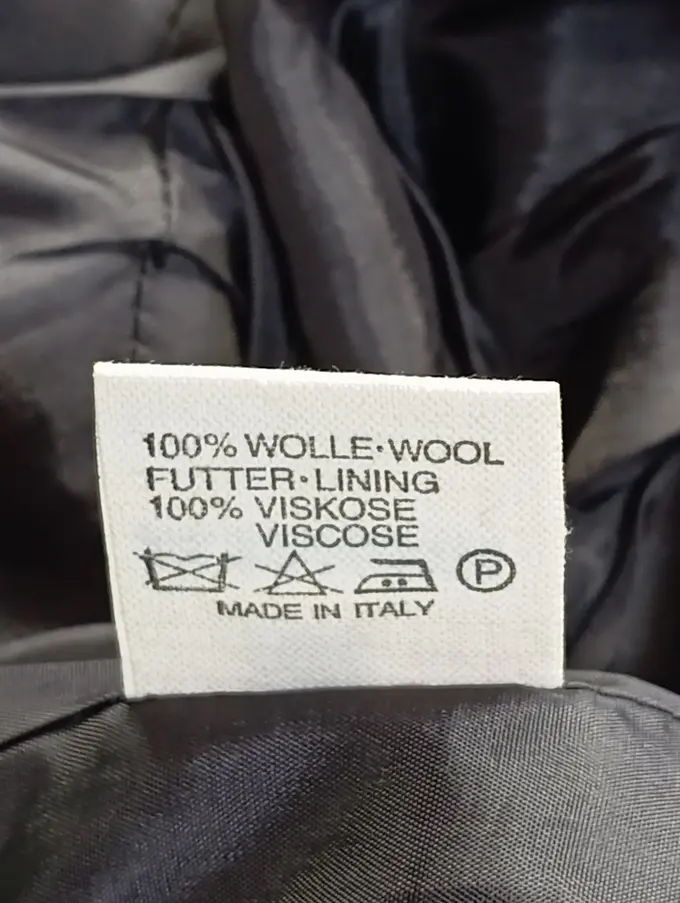 100% WOLLE·WOOL
FUTTER·LINING
100% VISKOSE
VISCOSE
P
MADE IN ITALY